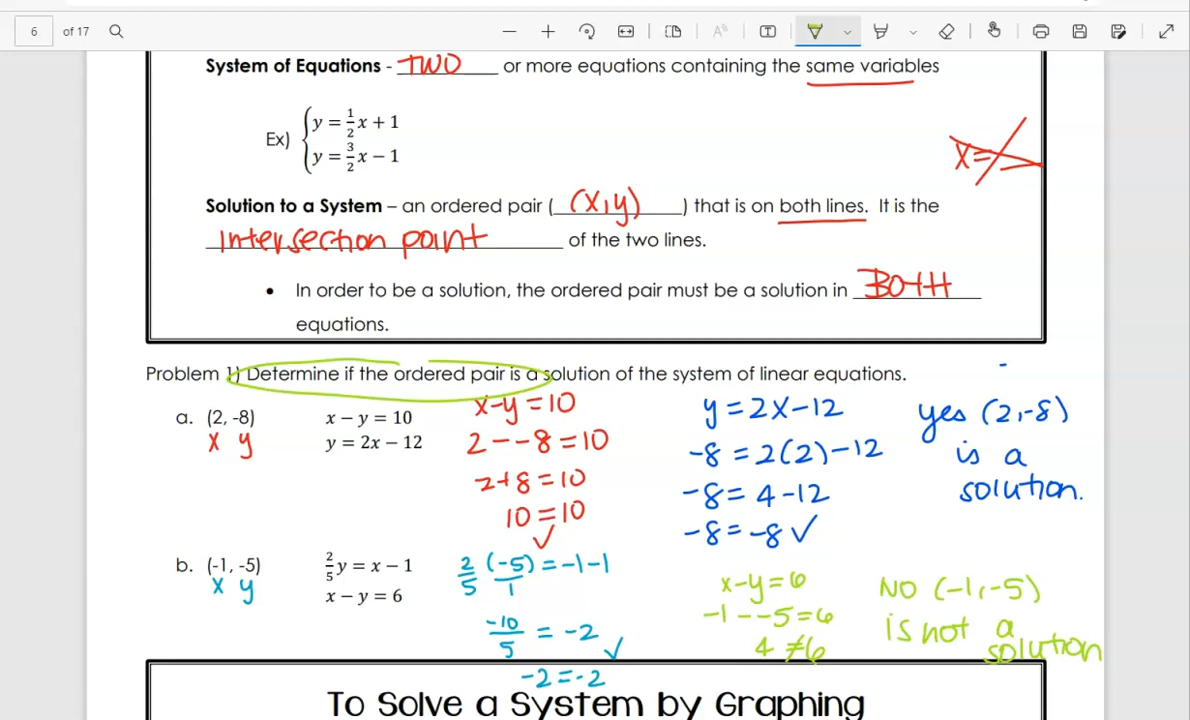 6 of 17
System of Equations - TWO or more equations containing the same variables
Ex) { y = 1/2 x + 1
y = 3/2 x − 1
x=
Solution to a System – an ordered pair ( (x,y) ) that is on both lines. It is the
intersection point of the two lines.
• In order to be a solution, the ordered pair must be a solution in BOTH
equations.
Problem 1) Determine if the ordered pair is a solution of the system of linear equations.
a. (2, -8) x − y = 10 x-y=10 y=2x-12 yes (2,-8)
x y y = 2x − 12 2 - -8 = 10 -8 = 2(2)-12 is a
2+8=10 -8= 4-12 solution.
10=10 -8=-8 ✓
✓
b. (-1, -5) 2/5 y = x − 1 2/5 (-5)/1 = -1-1 x-y=6 NO (-1,-5)
x y x − y = 6 -1 - -5=6 is not a
-10/5 = -2 ✓ 4 ≠ 6 solution
-2=-2
To Solve a System by Graphing